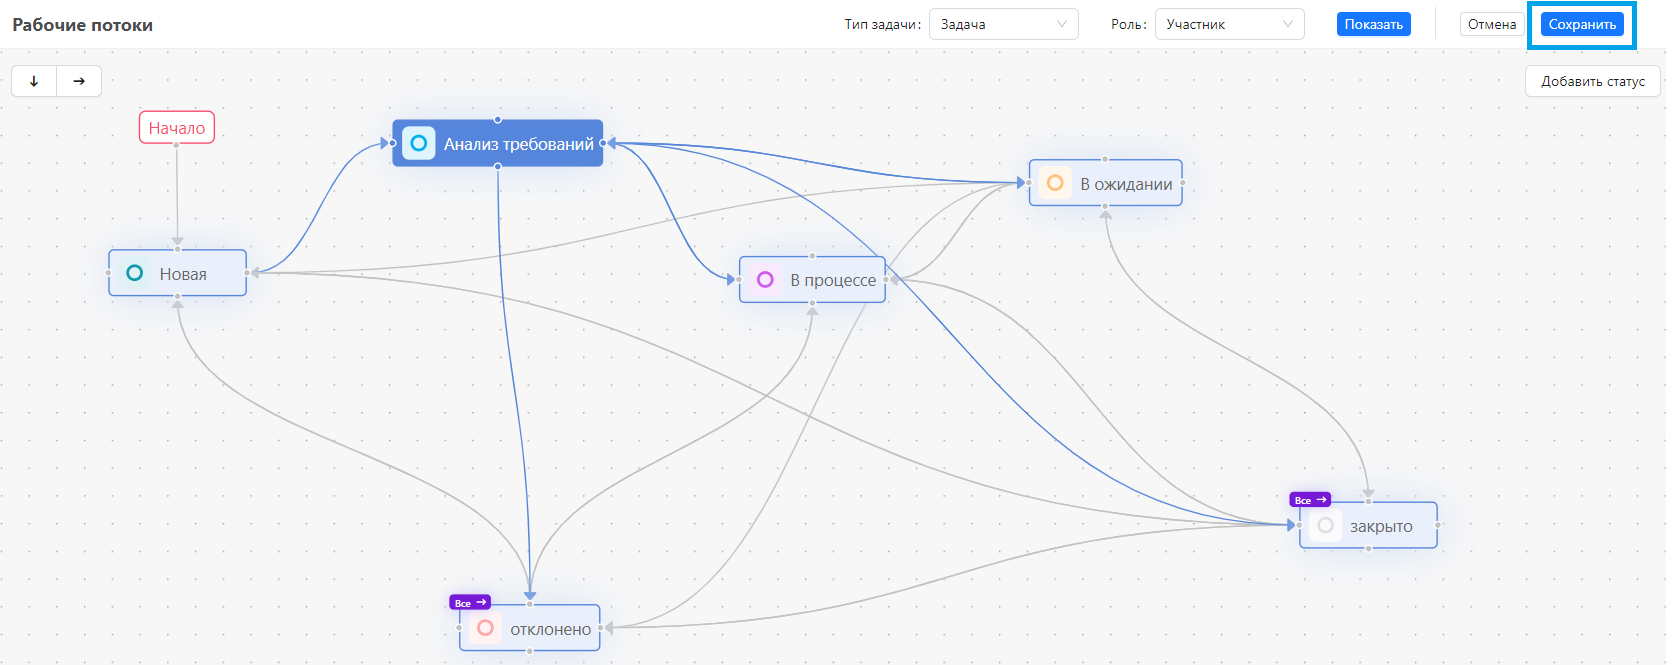 Рабочие потоки
Тип задачи: Задача
Роль: Участник
Показать
Отмена
Сохранить
Добавить статус
Начало
Анализ требований
В ожидании
Новая
В процессе
Все →
закрыто
Все →
отклонено